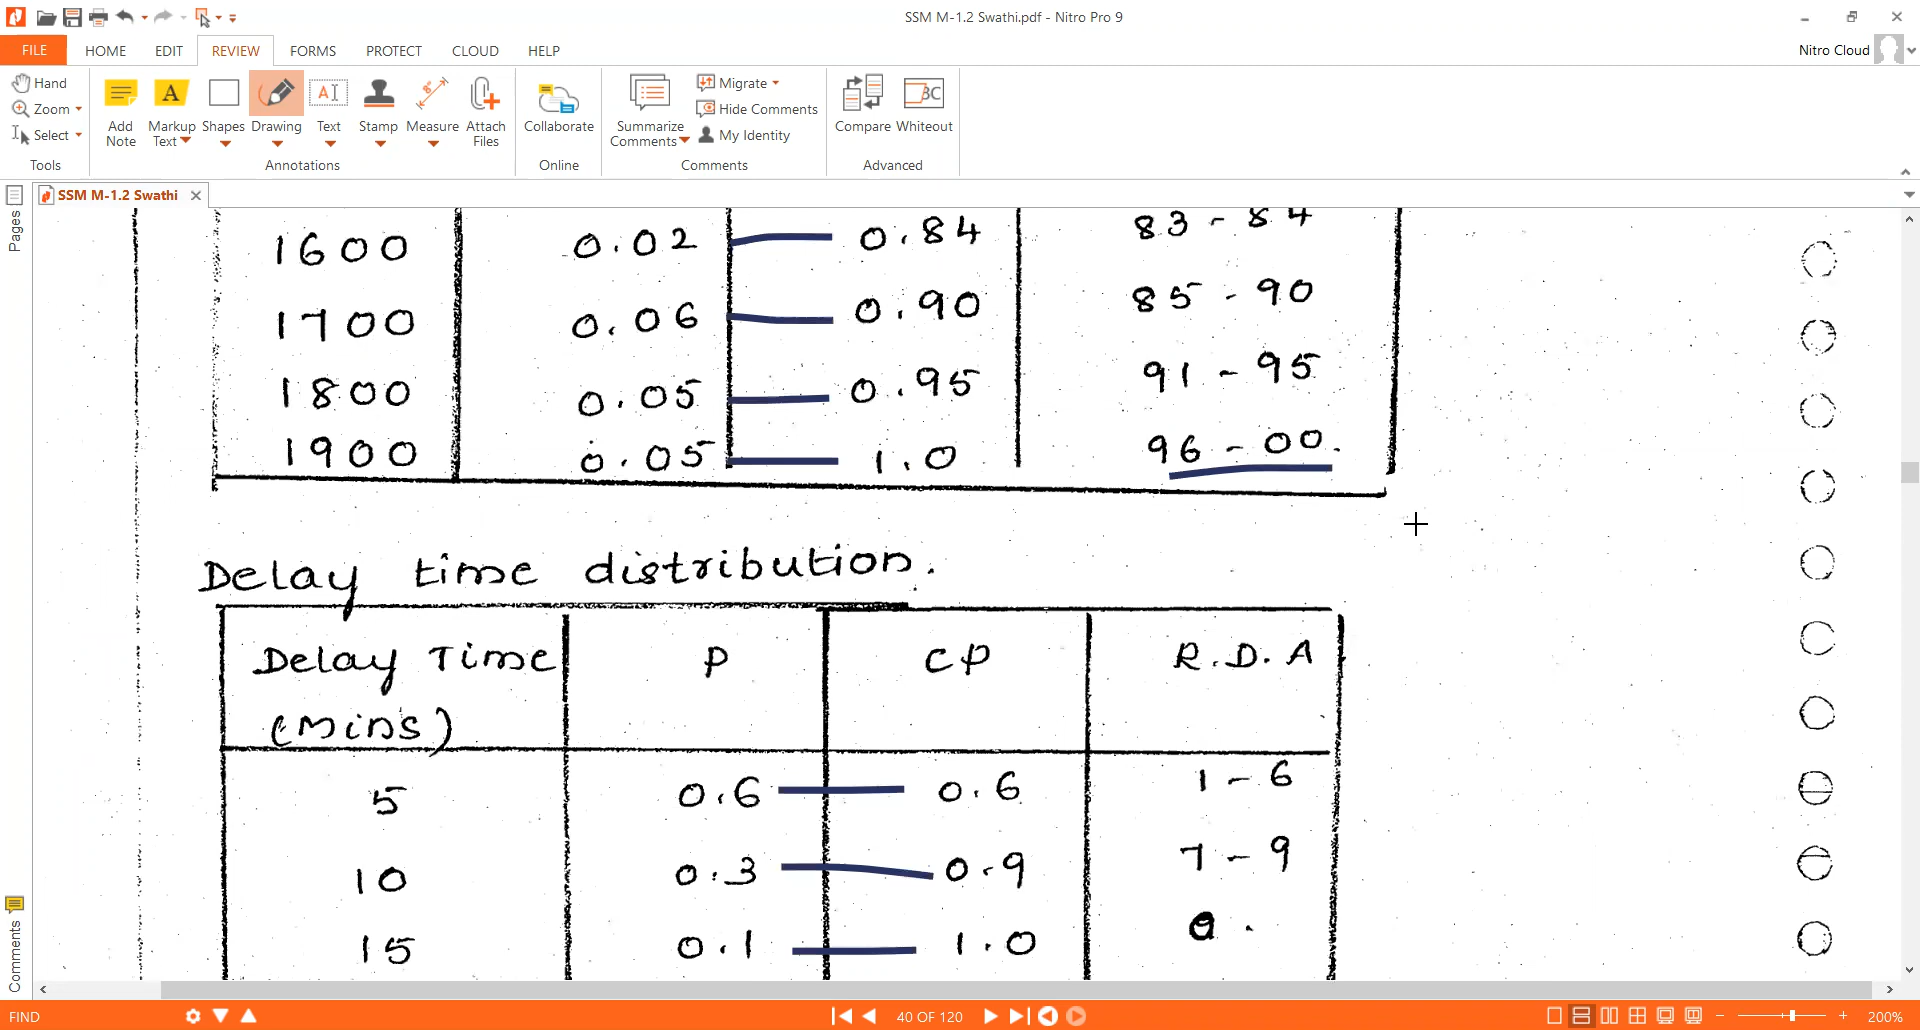 SSM M-1.2 Swathi.pdf - Nitro Pro 9
FILE HOME EDIT REVIEW FORMS PROTECT CLOUD HELP
Nitro Cloud
Hand
Zoom
Select
Tools
Add Note
Markup Text
Shapes
Drawing
Text
Stamp
Measure
Attach Files
Annotations
Collaborate
Online
Summarize Comments
Migrate
Hide Comments
My Identity
Comments
Compare
Whiteout
Advanced
SSM M-1.2 Swathi
Pages
1600 0.02 0.84 83 - 84
1700 0.06 0.90 85 - 90
1800 0.05 0.95 91 - 95
1900 0.05 1.0 96 - 00.
Delay time distribution.
Delay Time P CP R.D.A
(Mins)
5 0.6 0.6 1 - 6
10 0.3 0.9 7 - 9
15 0.1 1.0 0.
Comments
FIND
40 OF 120
200%